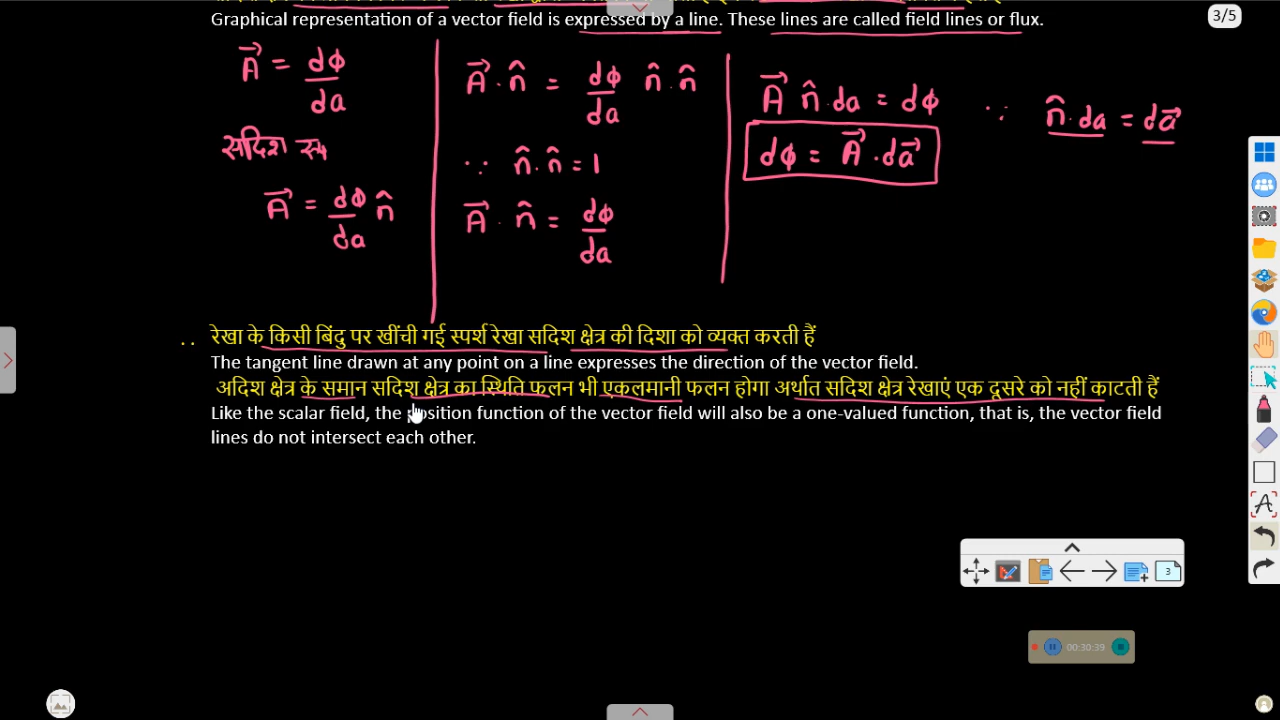 Graphical representation of a vector field is expressed by a line. These lines are called field lines or flux.
A⃗ = dϕ/da
सदिश
A⃗ = dϕ/da n̂
A⃗ · n̂ = dϕ/da n̂ · n̂
∵ n̂ · n̂ = 1
A⃗ · n̂ = dϕ/da
A⃗ n̂ · da = dϕ ∵ n̂ · da = da⃗
dϕ = A⃗ · da⃗
.. रेखा के किसी बिंदु पर खींची गई स्पर्श रेखा सदिश क्षेत्र की दिशा को व्यक्त करती हैं
The tangent line drawn at any point on a line expresses the direction of the vector field.
अदिश क्षेत्र के समान सदिश क्षेत्र का स्थिति फलन भी एकलमानी फलन होगा अर्थात सदिश क्षेत्र रेखाएं एक दूसरे को नहीं काटती हैं
Like the scalar field, the position function of the vector field will also be a one-valued function, that is, the vector field
lines do not intersect each other.
3/5
3
00:30:39